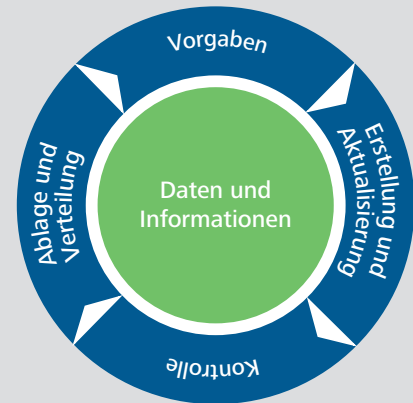 Vorgaben
Erstellung und
Aktualisierung
Kontrolle
Ablage und
Verteilung
Daten und
Informationen